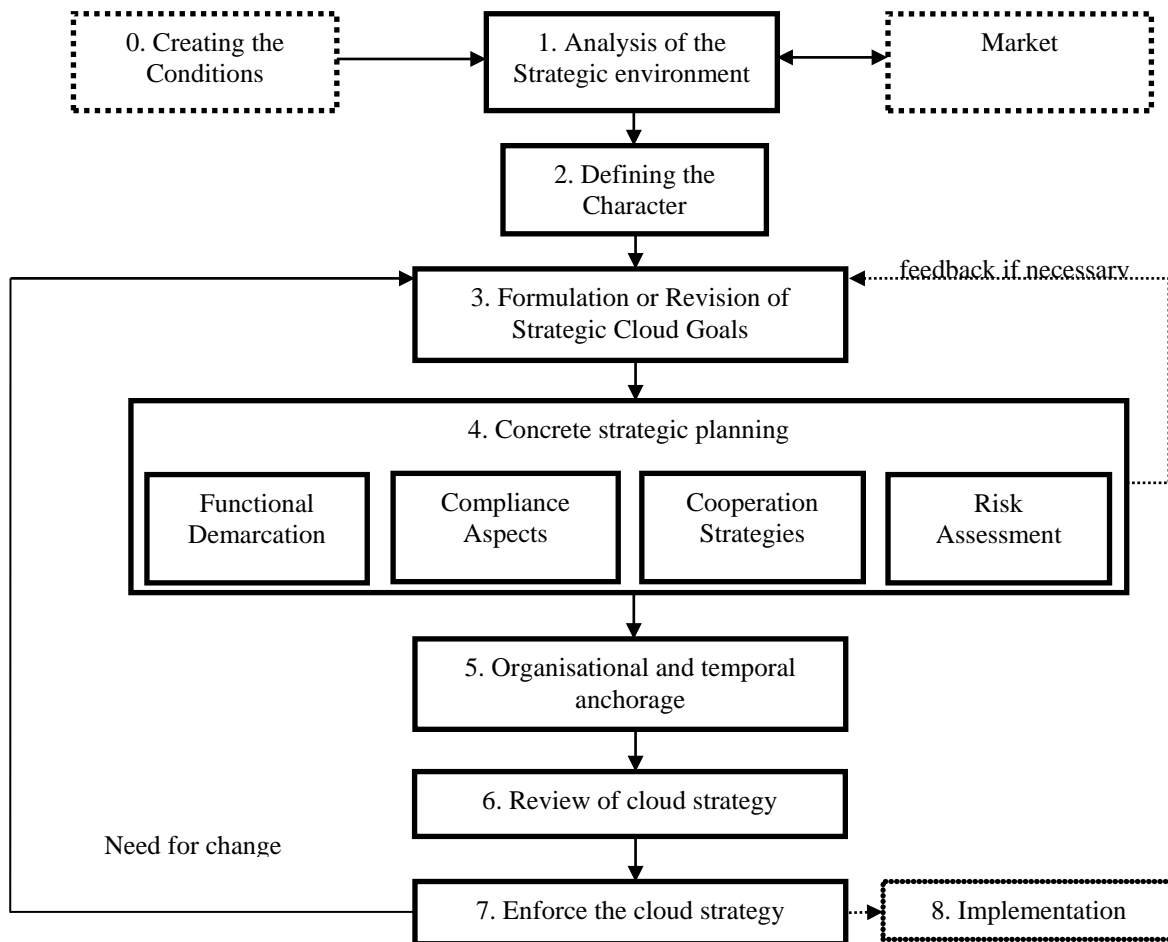 0. Creating the
Conditions
1. Analysis of the
Strategic environment
Market
2. Defining the
Character
feedback if necessary
3. Formulation or Revision of
Strategic Cloud Goals
4. Concrete strategic planning
Functional
Demarcation
Compliance
Aspects
Cooperation
Strategies
Risk
Assessment
5. Organisational and temporal
anchorage
6. Review of cloud strategy
Need for change
7. Enforce the cloud strategy
8. Implementation